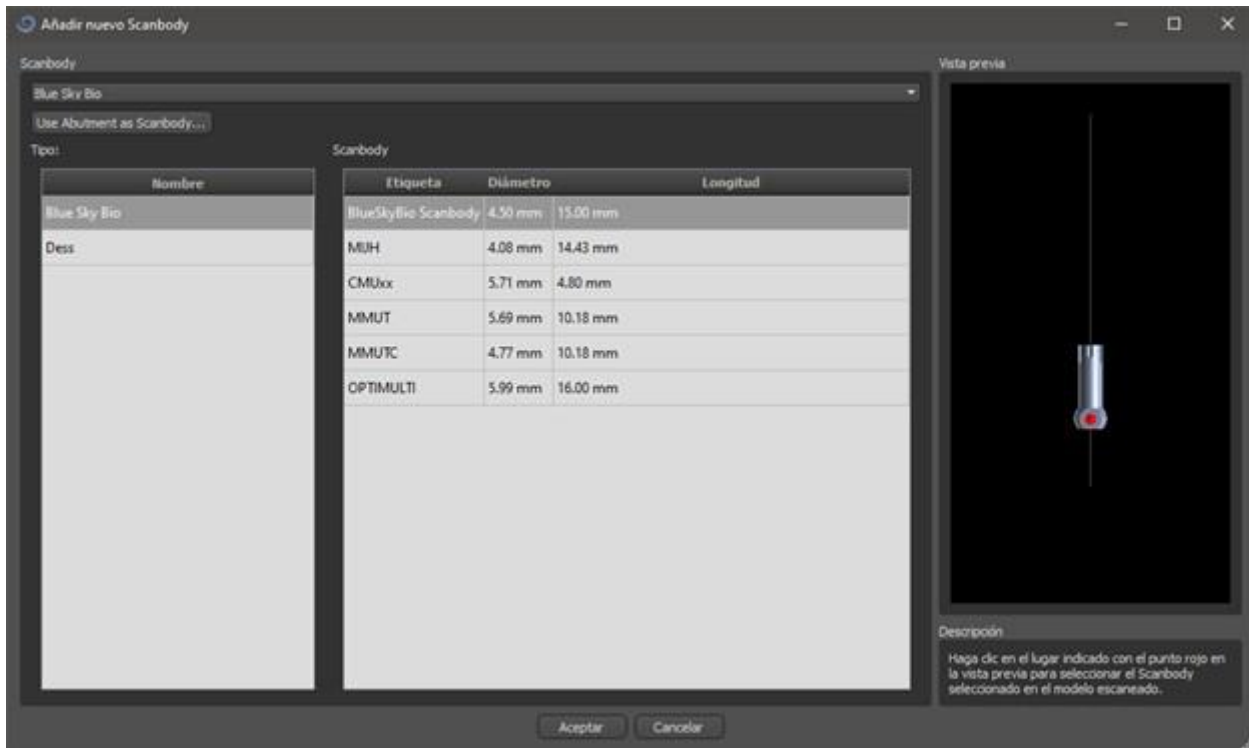 Añadir nuevo Scanbody
Scanbody
Vista previa
Blue Sky Bio
Use Abutment as Scanbody...
Tipo:
Scanbody
Nombre
Etiqueta Diámetro Longitud
Blue Sky Bio
BlueSkyBio Scanbody 4.50 mm 15.00 mm
Dess
MUH 4.08 mm 14.43 mm
CMUxx 5.71 mm 4.80 mm
MMUT 5.69 mm 10.18 mm
MMUTC 4.77 mm 10.18 mm
OPTIMULTI 5.99 mm 16.00 mm
Descripción
Haga clic en el lugar indicado con el punto rojo en
la vista previa para seleccionar el Scanbody
seleccionado en el modelo escaneado.
Aceptar
Cancelar